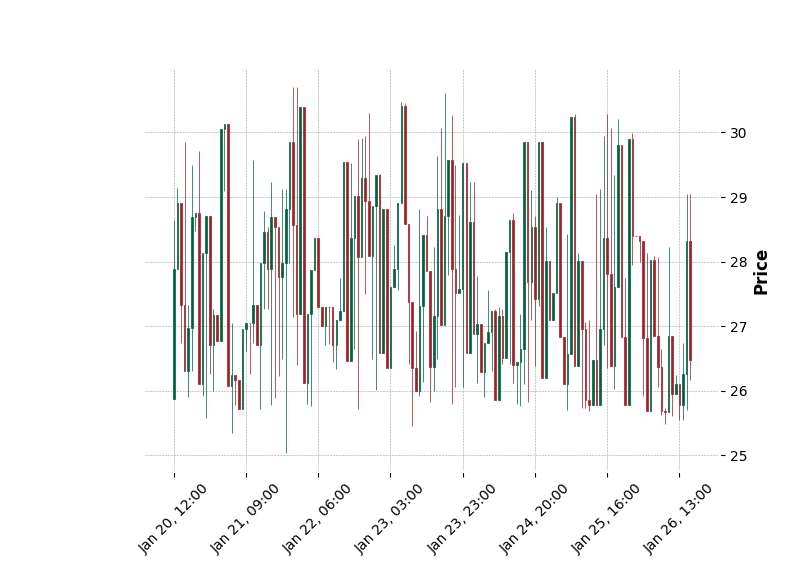 30
29
28
27
26
25
Price
Jan 20, 12:00
Jan 21, 09:00
Jan 22, 06:00
Jan 23, 03:00
Jan 23, 23:00
Jan 24, 20:00
Jan 25, 16:00
Jan 26, 13:00